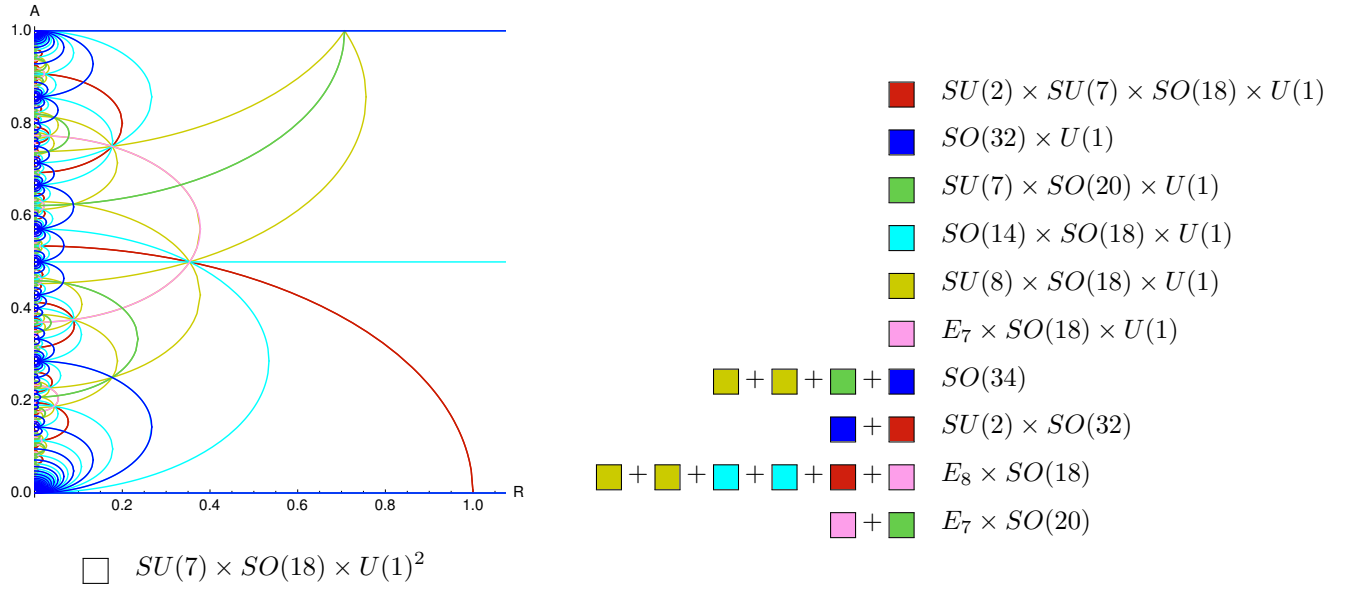 A
1.0
0.8
0.6
0.4
0.2
0.0
0.2 0.4 0.6 0.8 1.0 R
SU(7) × SO(18) × U(1)²
SU(2) × SU(7) × SO(18) × U(1)
SO(32) × U(1)
SU(7) × SO(20) × U(1)
SO(14) × SO(18) × U(1)
SU(8) × SO(18) × U(1)
E₇ × SO(18) × U(1)
+ + + SO(34)
+ SU(2) × SO(32)
+ + + + + E₈ × SO(18)
+ E₇ × SO(20)